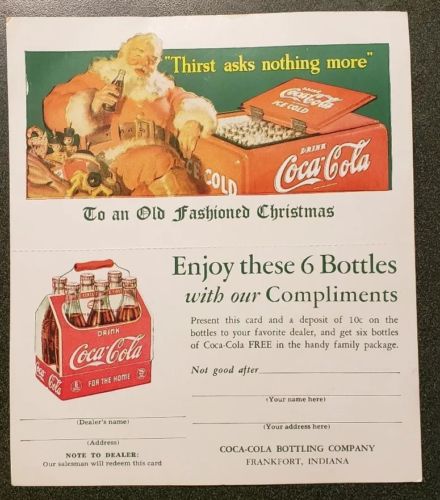 "Thirst asks nothing more"
DRINK
Coca-Cola
ICE COLD
DRINK
Coca-Cola
COLD
To an Old Fashioned Christmas
Enjoy these 6 Bottles
with our Compliments
Present this card and a deposit of 10c on the
bottles to your favorite dealer, and get six bottles
of Coca-Cola FREE in the handy family package.
Not good after
(Your name here)
(Your address here)
COCA-COLA BOTTLING COMPANY
FRANKFORT, INDIANA
DRINK
Coca-Cola
FOR THE HOME
(Dealer's name)
(Address)
NOTE TO DEALER:
Our salesman will redeem this card